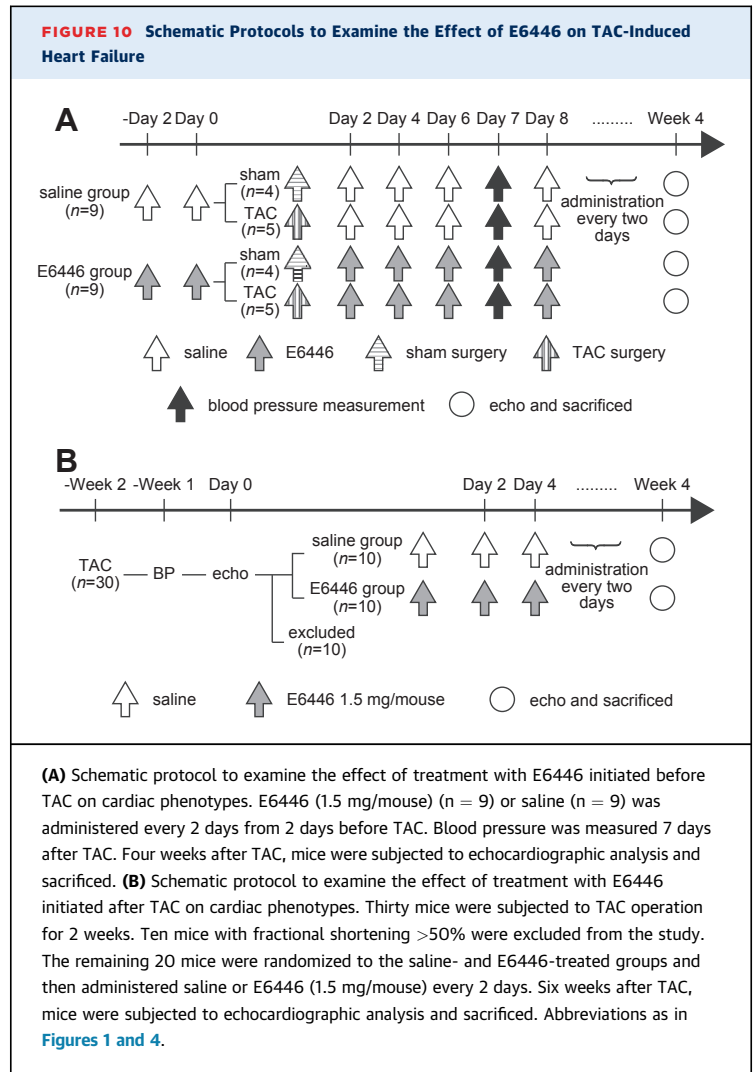 FIGURE 10 Schematic Protocols to Examine the Effect of E6446 on TAC-Induced
Heart Failure
A
-Day 2 Day 0 Day 2 Day 4 Day 6 Day 7 Day 8 ......... Week 4
saline group
(n=9)
sham
(n=4)
TAC
(n=5)
E6446 group
(n=9)
sham
(n=4)
TAC
(n=5)
administration
every two
days
saline E6446 sham surgery TAC surgery
blood pressure measurement echo and sacrificed
B
-Week 2 -Week 1 Day 0 Day 2 Day 4 ......... Week 4
TAC
(n=30)
BP
echo
saline group
(n=10)
E6446 group
(n=10)
excluded
(n=10)
administration
every two
days
saline E6446 1.5 mg/mouse echo and sacrificed
(A) Schematic protocol to examine the effect of treatment with E6446 initiated before
TAC on cardiac phenotypes. E6446 (1.5 mg/mouse) (n = 9) or saline (n = 9) was
administered every 2 days from 2 days before TAC. Blood pressure was measured 7 days
after TAC. Four weeks after TAC, mice were subjected to echocardiographic analysis and
sacrificed. (B) Schematic protocol to examine the effect of treatment with E6446
initiated after TAC on cardiac phenotypes. Thirty mice were subjected to TAC operation
for 2 weeks. Ten mice with fractional shortening >50% were excluded from the study.
The remaining 20 mice were randomized to the saline- and E6446-treated groups and
then administered saline or E6446 (1.5 mg/mouse) every 2 days. Six weeks after TAC,
mice were subjected to echocardiographic analysis and sacrificed. Abbreviations as in
Figures 1 and 4.